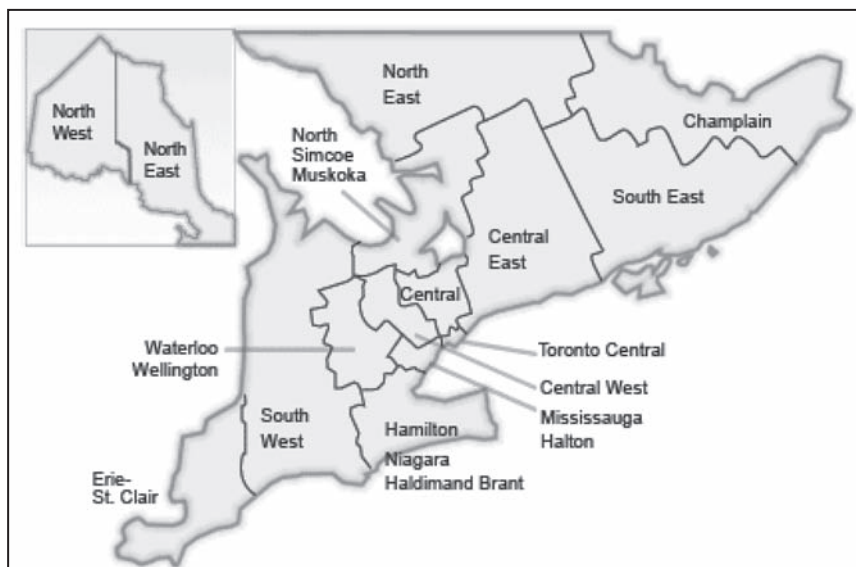 North
West
North
East
North
East
North
Simcoe
Muskoka
Champlain
South East
Central
East
Central
Waterloo
Wellington
Toronto Central
Central West
Mississauga
Halton
South
West
Hamilton
Niagara
Haldimand Brant
Erie-
St. Clair